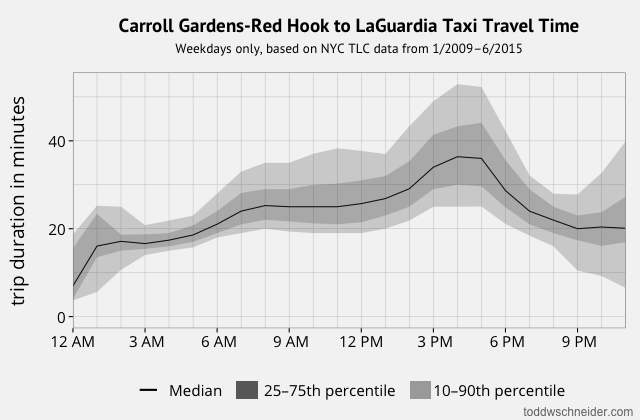 Carroll Gardens-Red Hook to LaGuardia Taxi Travel Time
Weekdays only, based on NYC TLC data from 1/2009–6/2015
trip duration in minutes
40
20
0
12 AM 3 AM 6 AM 9 AM 12 PM 3 PM 6 PM 9 PM
Median 25–75th percentile 10–90th percentile
toddwschneider.com